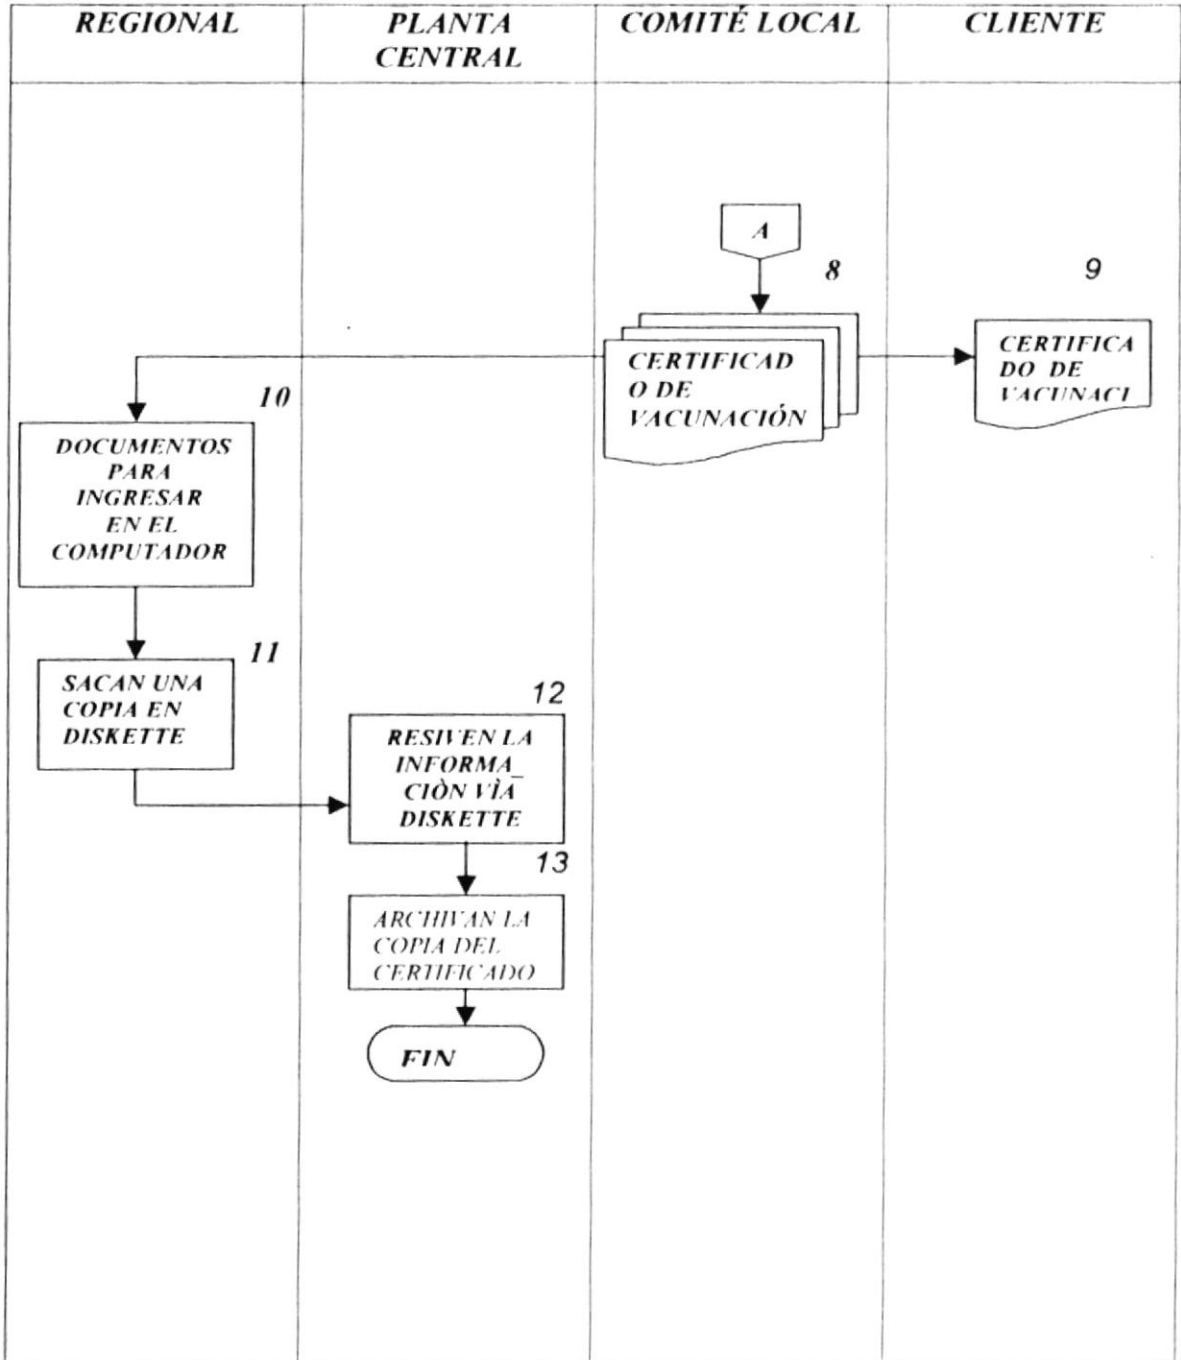 REGIONAL
PLANTA
CENTRAL
COMITÉ LOCAL
CLIENTE
A
8
9
CERTIFICAD
O DE
VACUNACIÓN
CERTIFICA
DO DE
VACUNACI
10
DOCUMENTOS
PARA
INGRESAR
EN EL
COMPUTADOR
11
SACAN UNA
COPIA EN
DISKETTE
12
RESIVEN LA
INFORMA_
CIÒN VÌA
DISKETTE
13
ARCHIVAN LA
COPIA DEL
CERTIFICADO
FIN